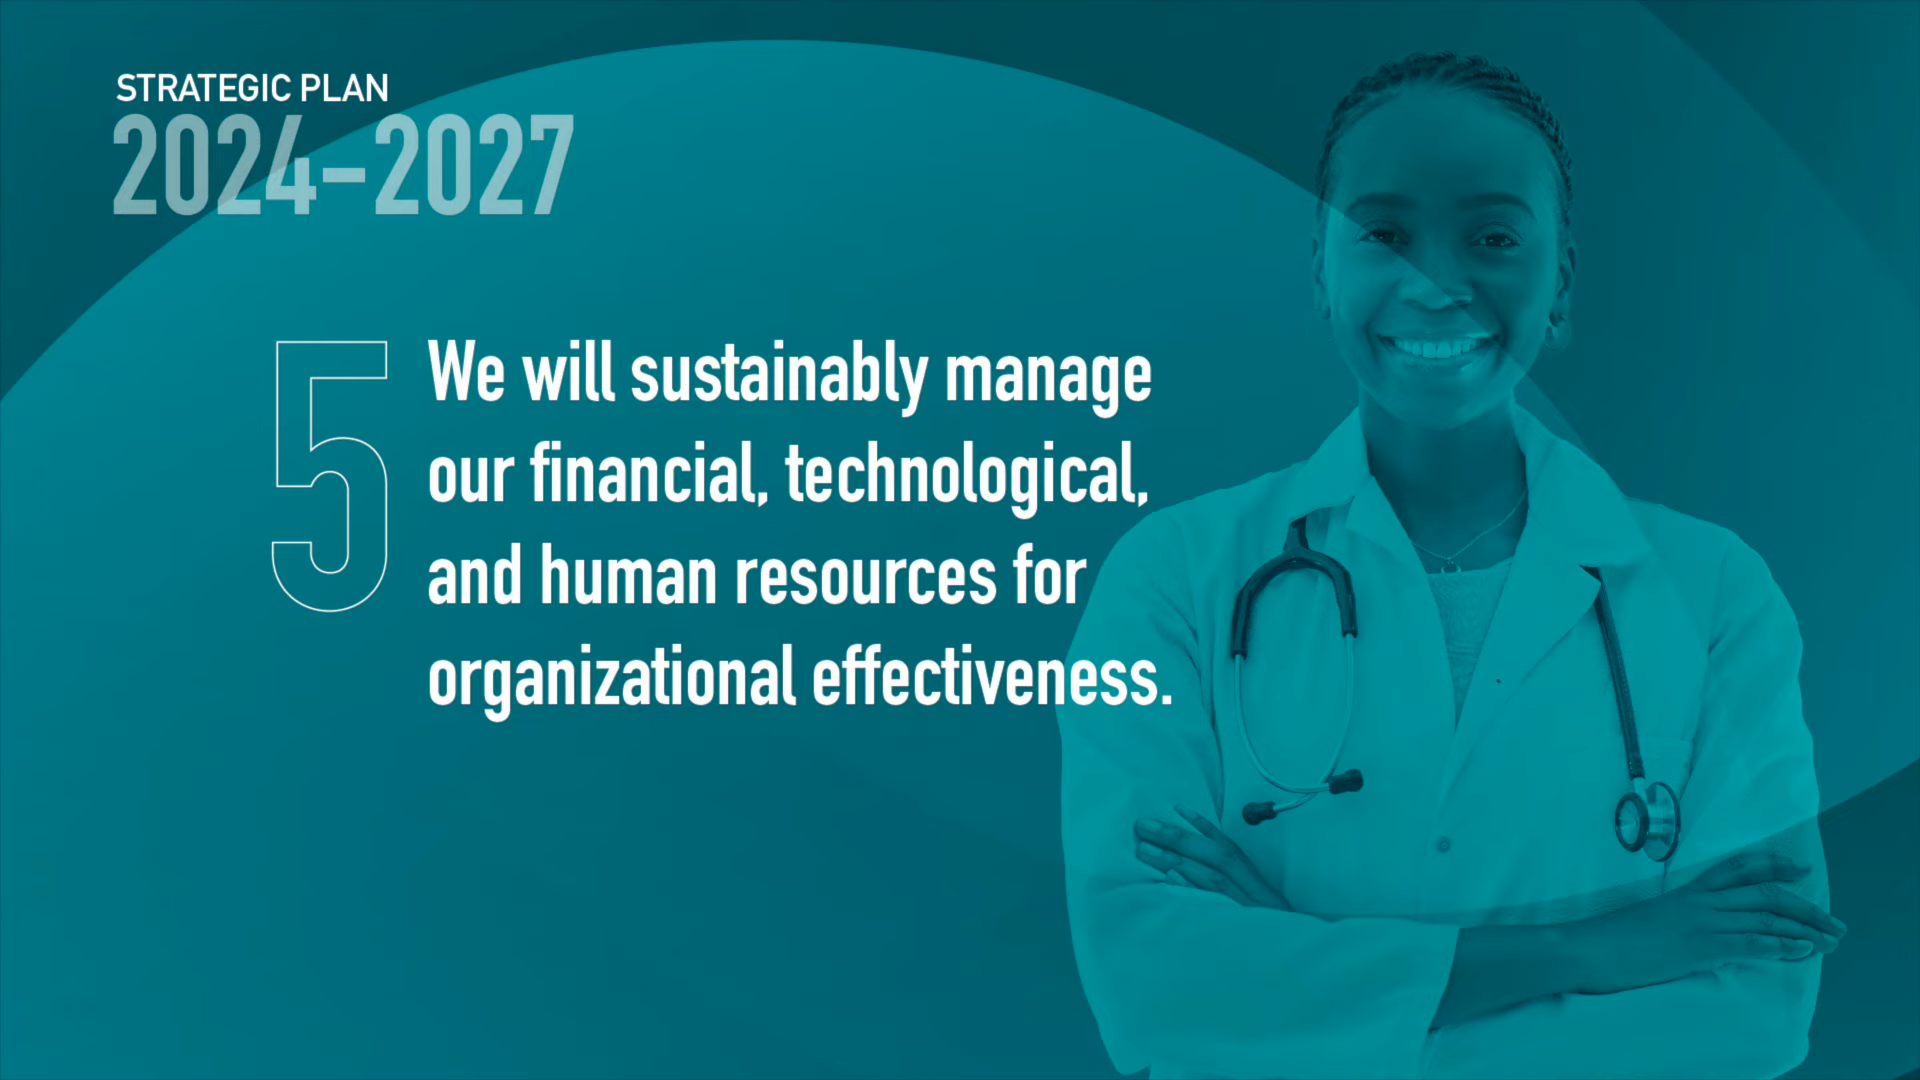 STRATEGIC PLAN
2024–2027
5
We will sustainably manage
our financial, technological,
and human resources for
organizational effectiveness.